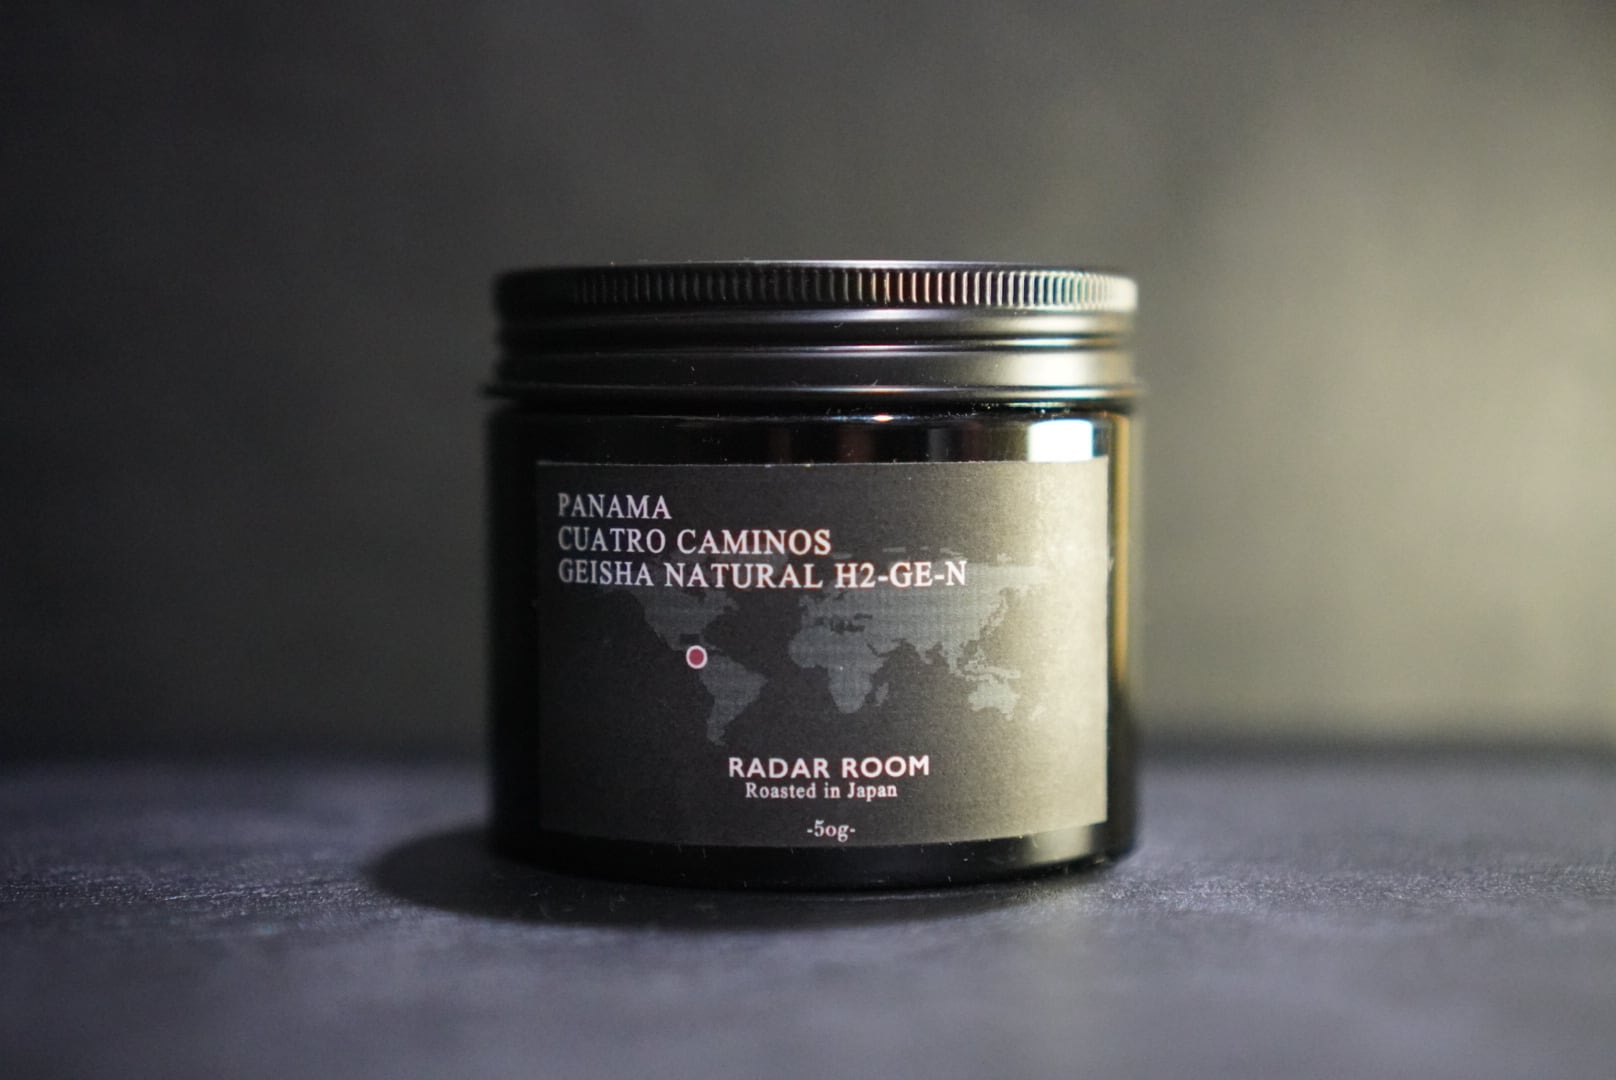 PANAMA
CUATRO CAMINOS
GEISHA NATURAL H2-GE-N
RADAR ROOM
Roasted in Japan
-50g-